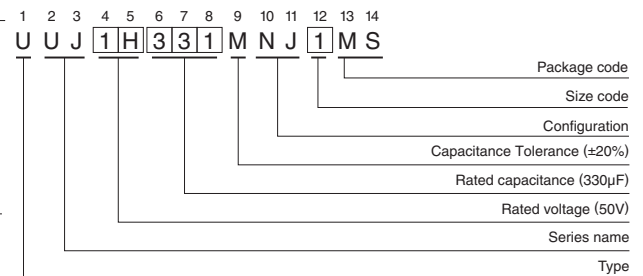 1 2 3 4 5 6 7 8 9 10 11 12 13 14
U U J 1 H 3 3 1 M N J 1 M S
Package code
Size code
Configuration
Capacitance Tolerance (±20%)
Rated capacitance (330µF)
Rated voltage (50V)
Series name
Type